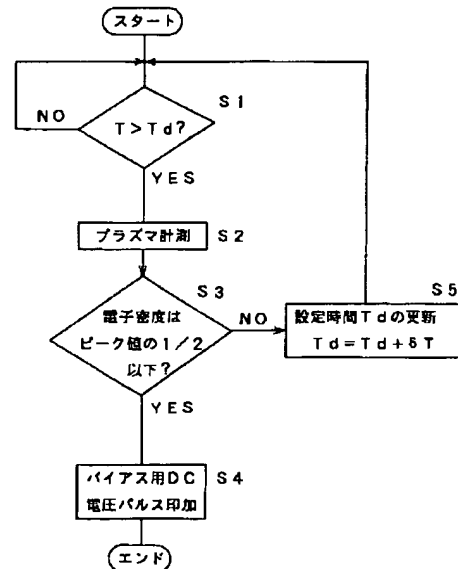 スタート
NO
S1
T>Td?
YES
プラズマ計測
S2
S3
電子密度は
ピーク値の1/2
以下?
NO
YES
S5
設定時間Tdの更新
Td=Td+δT
バイアス用DC
電圧パルス印加
S4
エンド